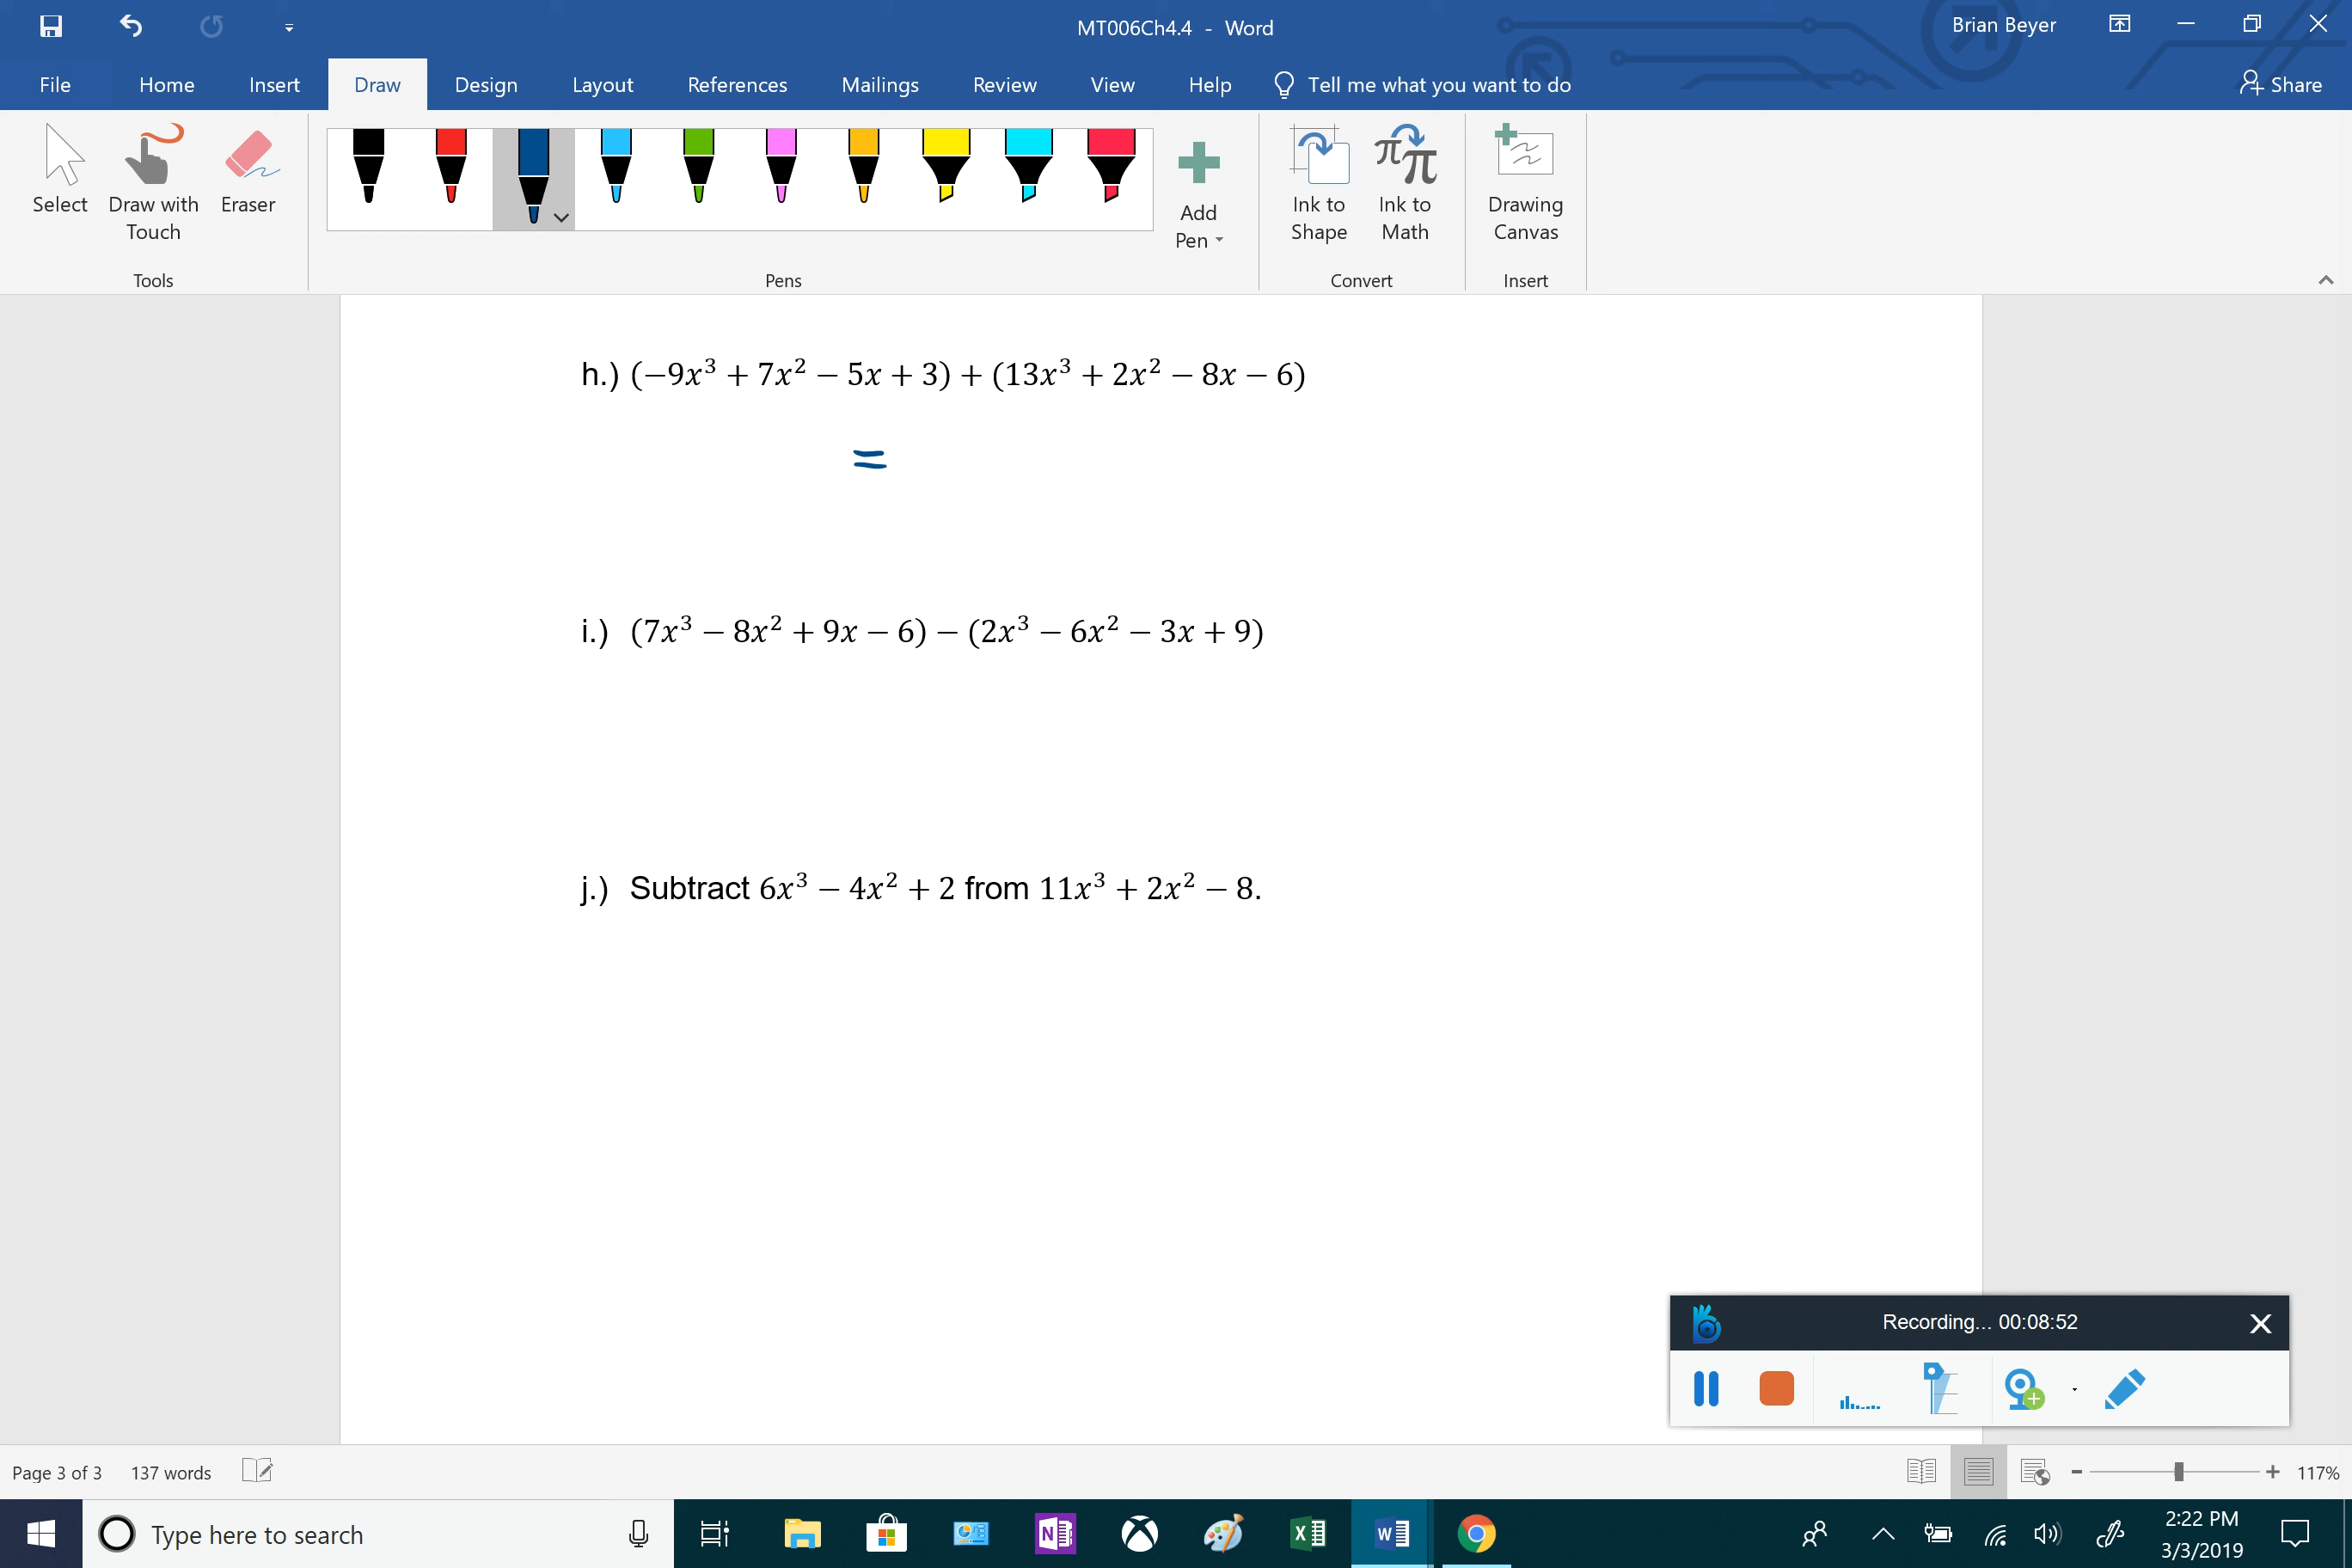 MT006Ch4.4 - Word
Brian Beyer
File Home Insert Draw Design Layout References Mailings Review View Help Tell me what you want to do Share
Select Draw with Touch Eraser
Add Pen
Ink to Shape Ink to Math
Drawing Canvas
Tools Pens Convert Insert
h.) (−9x³ + 7x² − 5x + 3) + (13x³ + 2x² − 8x − 6)
=
i.) (7x³ − 8x² + 9x − 6) − (2x³ − 6x² − 3x + 9)
j.) Subtract 6x³ − 4x² + 2 from 11x³ + 2x² − 8.
Recording... 00:08:52
Page 3 of 3 137 words 117%
Type here to search
2:22 PM
3/3/2019